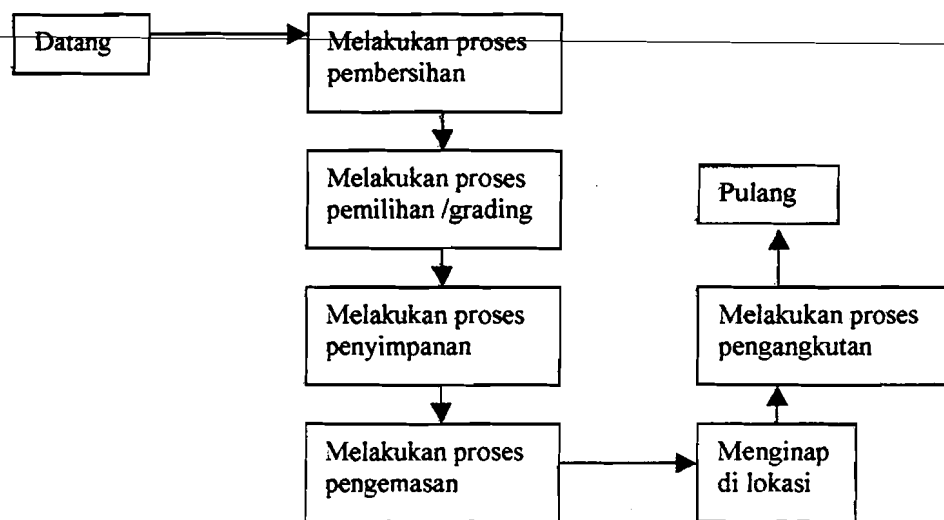 Datang
Melakukan proses
pembersihan
Melakukan proses
pemilihan /grading
Melakukan proses
penyimpanan
Melakukan proses
pengemasan
Menginap
di lokasi
Melakukan proses
pengangkutan
Pulang